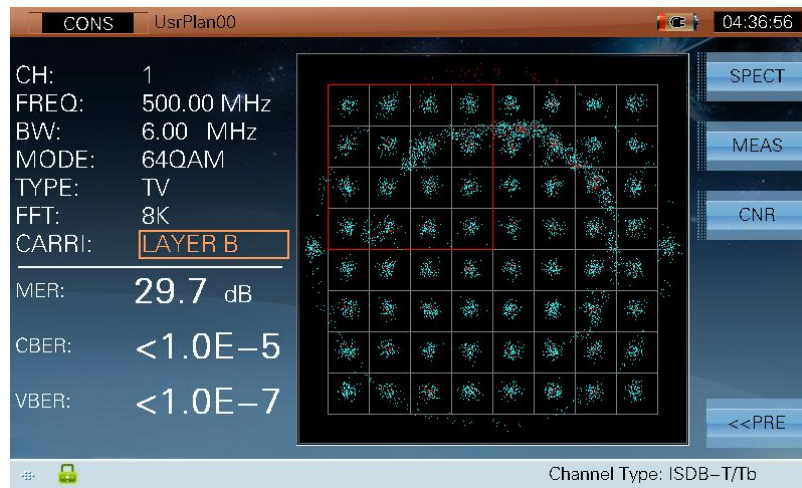 CONS UsrPlan00 04:36:56
CH: 1
FREQ: 500.00 MHz
BW: 6.00 MHz
MODE: 64QAM
TYPE: TV
FFT: 8K
CARRI: LAYER B
MER: 29.7 dB
CBER: <1.0E-5
VBER: <1.0E-7
SPECT
MEAS
CNR
<<PRE
Channel Type: ISDB-T/Tb